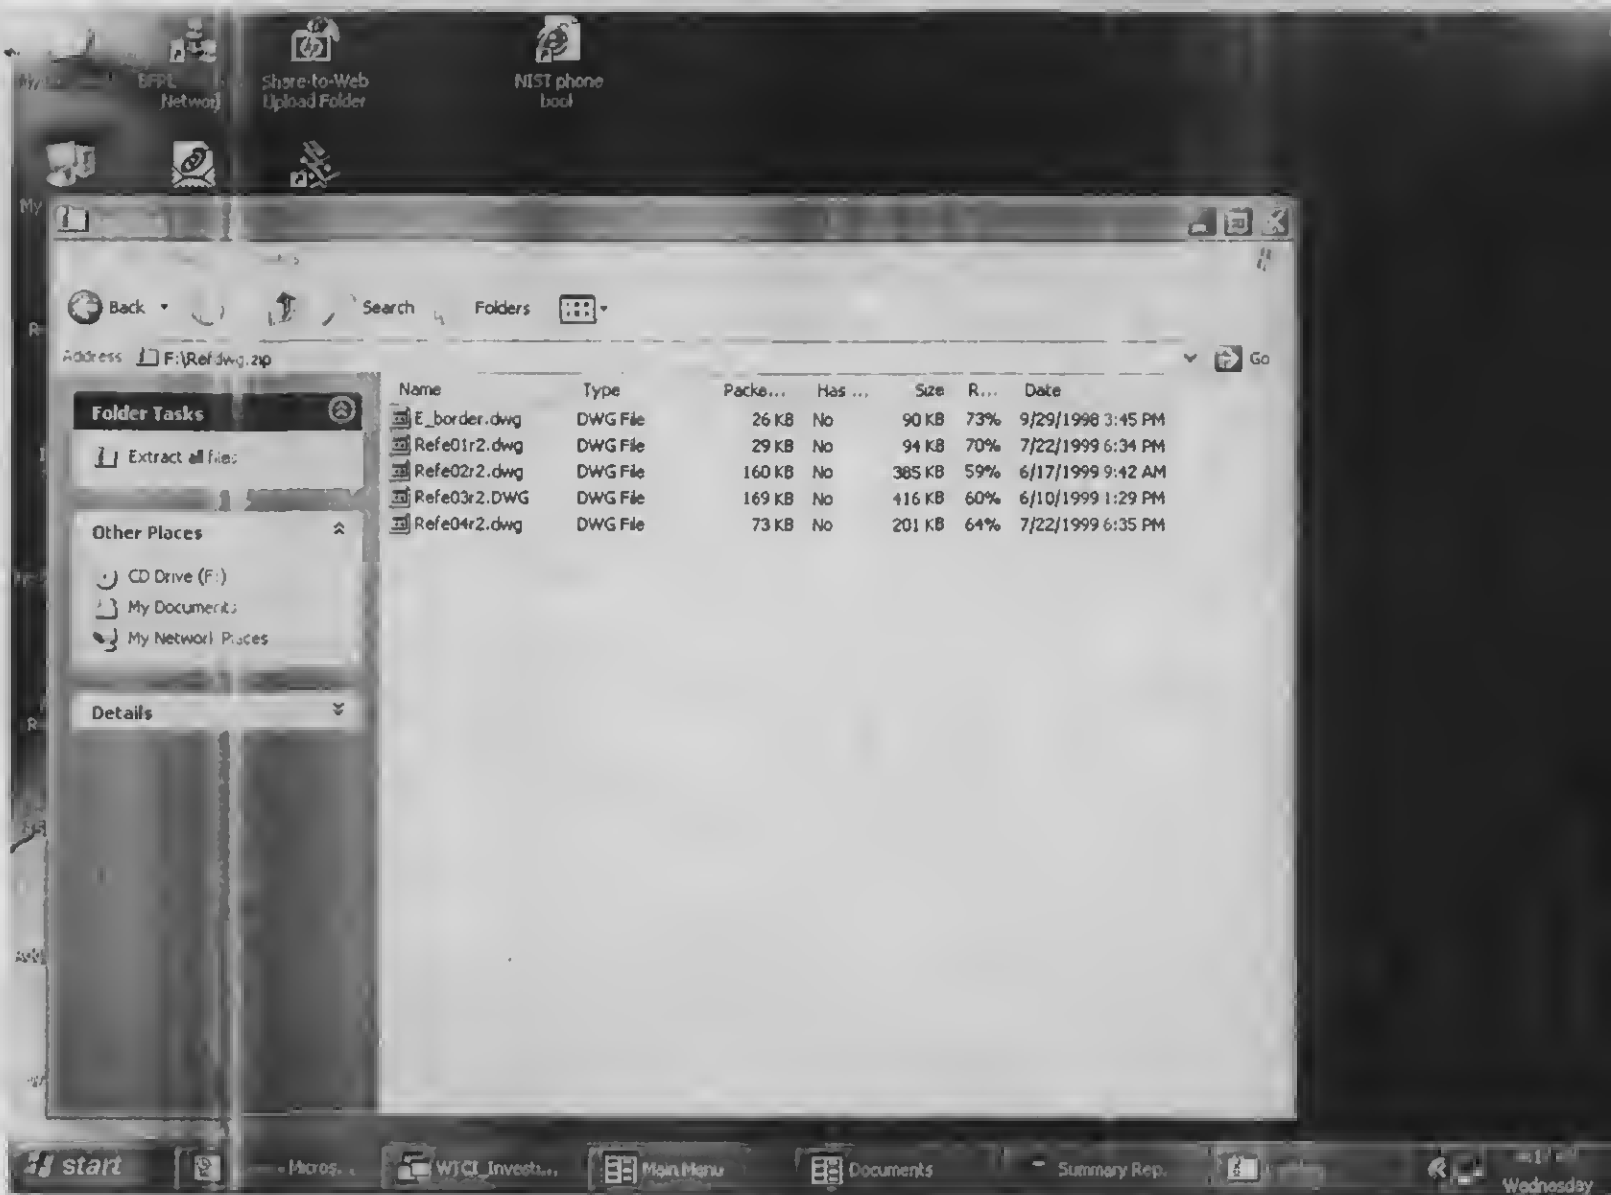 BFRL
Network
Share-to-Web
Upload Folder
NIST phone
book
My
Back
Search
Folders
Address F:\Refdwg.zip
Go
Name Type Packe... Has ... Size R... Date
E_border.dwg DWG File 26 KB No 90 KB 73% 9/29/1998 3:45 PM
Refe01r2.dwg DWG File 29 KB No 94 KB 70% 7/22/1999 6:34 PM
Refe02r2.dwg DWG File 160 KB No 385 KB 59% 6/17/1999 9:42 AM
Refe03r2.DWG DWG File 169 KB No 416 KB 60% 6/10/1999 1:29 PM
Refe04r2.dwg DWG File 73 KB No 201 KB 64% 7/22/1999 6:35 PM
Folder Tasks
Extract all files
Other Places
CD Drive (F:)
My Documents
My Network Places
Details
start
Micros...
WTCI_Investi...
Main Menu
Documents
Summary Rep.
Wednesday